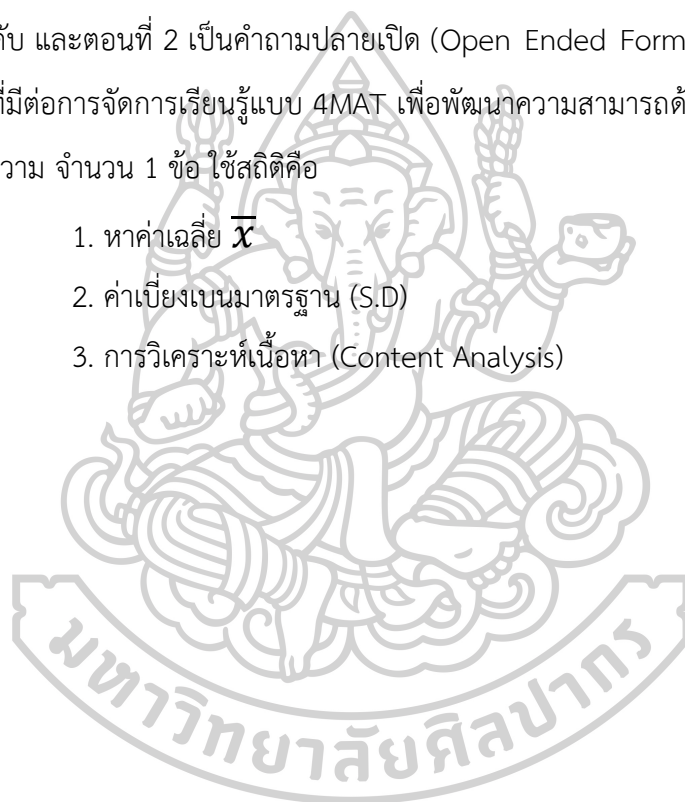 และตอนที่ 2 เป็นคำถามปลายเปิด (Open Ended Form
ที่มีต่อการจัดการเรียนรู้แบบ 4MAT เพื่อพัฒนาความสามารถ
จำนวน 1 ข้อ ใช้สถิติคือ
1. หาค่าเฉลี่ย x̅
2. ค่าเบี่ยงเบนมาตรฐาน (S.D)
3. การวิเคราะห์เนื้อหา (Content Analysis)
มหาวิทยาลัยศิลปากร